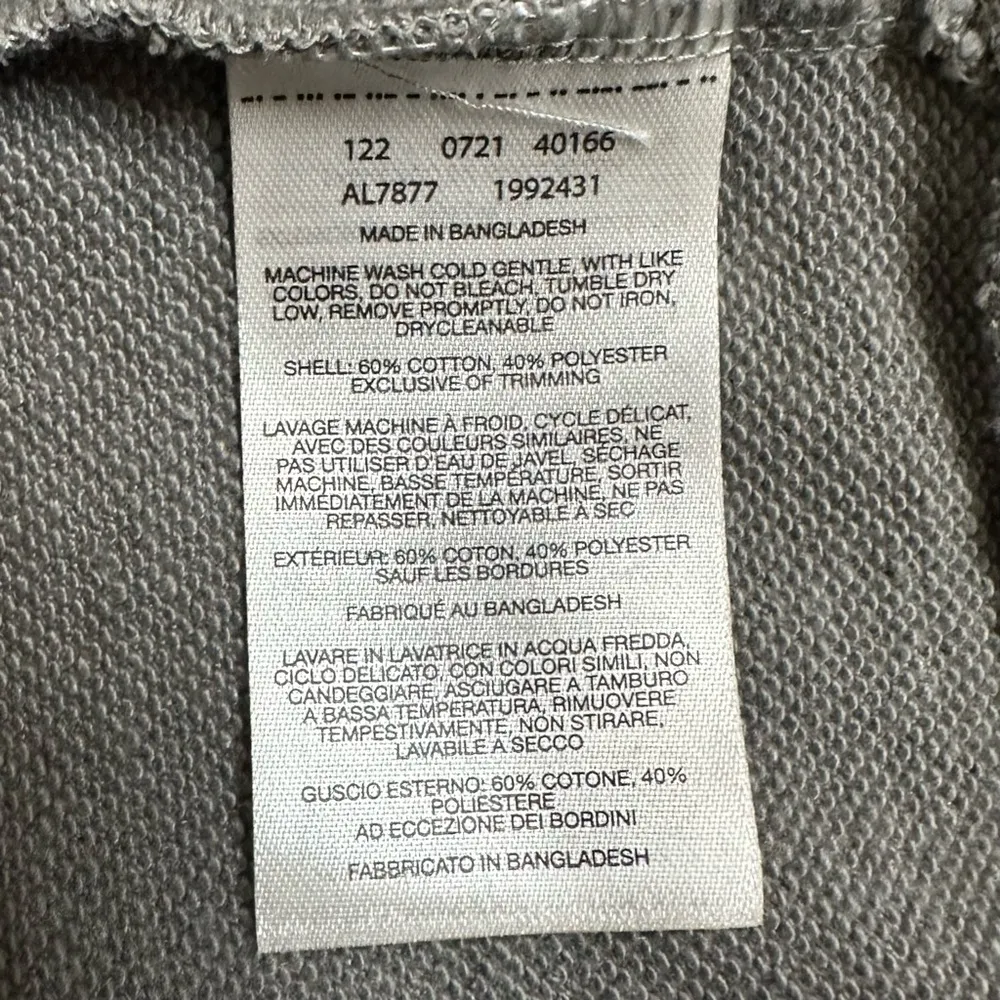 122 0721 40166
AL7877 1992431
MADE IN BANGLADESH
MACHINE WASH COLD GENTLE, WITH LIKE
COLORS, DO NOT BLEACH, TUMBLE DRY
LOW, REMOVE PROMPTLY, DO NOT IRON,
DRYCLEANABLE
SHELL: 60% COTTON, 40% POLYESTER
EXCLUSIVE OF TRIMMING
LAVAGE MACHINE À FROID, CYCLE DÉLICAT,
AVEC DES COULEURS SIMILAIRES, NE
PAS UTILISER D'EAU DE JAVEL, SÉCHAGE
MACHINE, BASSE TEMPÉRATURE, SORTIR
IMMÉDIATEMENT DE LA MACHINE, NE PAS
REPASSER, NETTOYABLE À SEC
EXTÉRIEUR: 60% COTON, 40% POLYESTER
SAUF LES BORDURES
FABRIQUÉ AU BANGLADESH
LAVARE IN LAVATRICE IN ACQUA FREDDA,
CICLO DELICATO, CON COLORI SIMILI, NON
CANDEGGIARE, ASCIUGARE A TAMBURO
A BASSA TEMPERATURA, RIMUOVERE
TEMPESTIVAMENTE, NON STIRARE,
LAVABILE A SECCO
GUSCIO ESTERNO: 60% COTONE, 40%
POLIESTERE
AD ECCEZIONE DEI BORDINI
FABBRICATO IN BANGLADESH